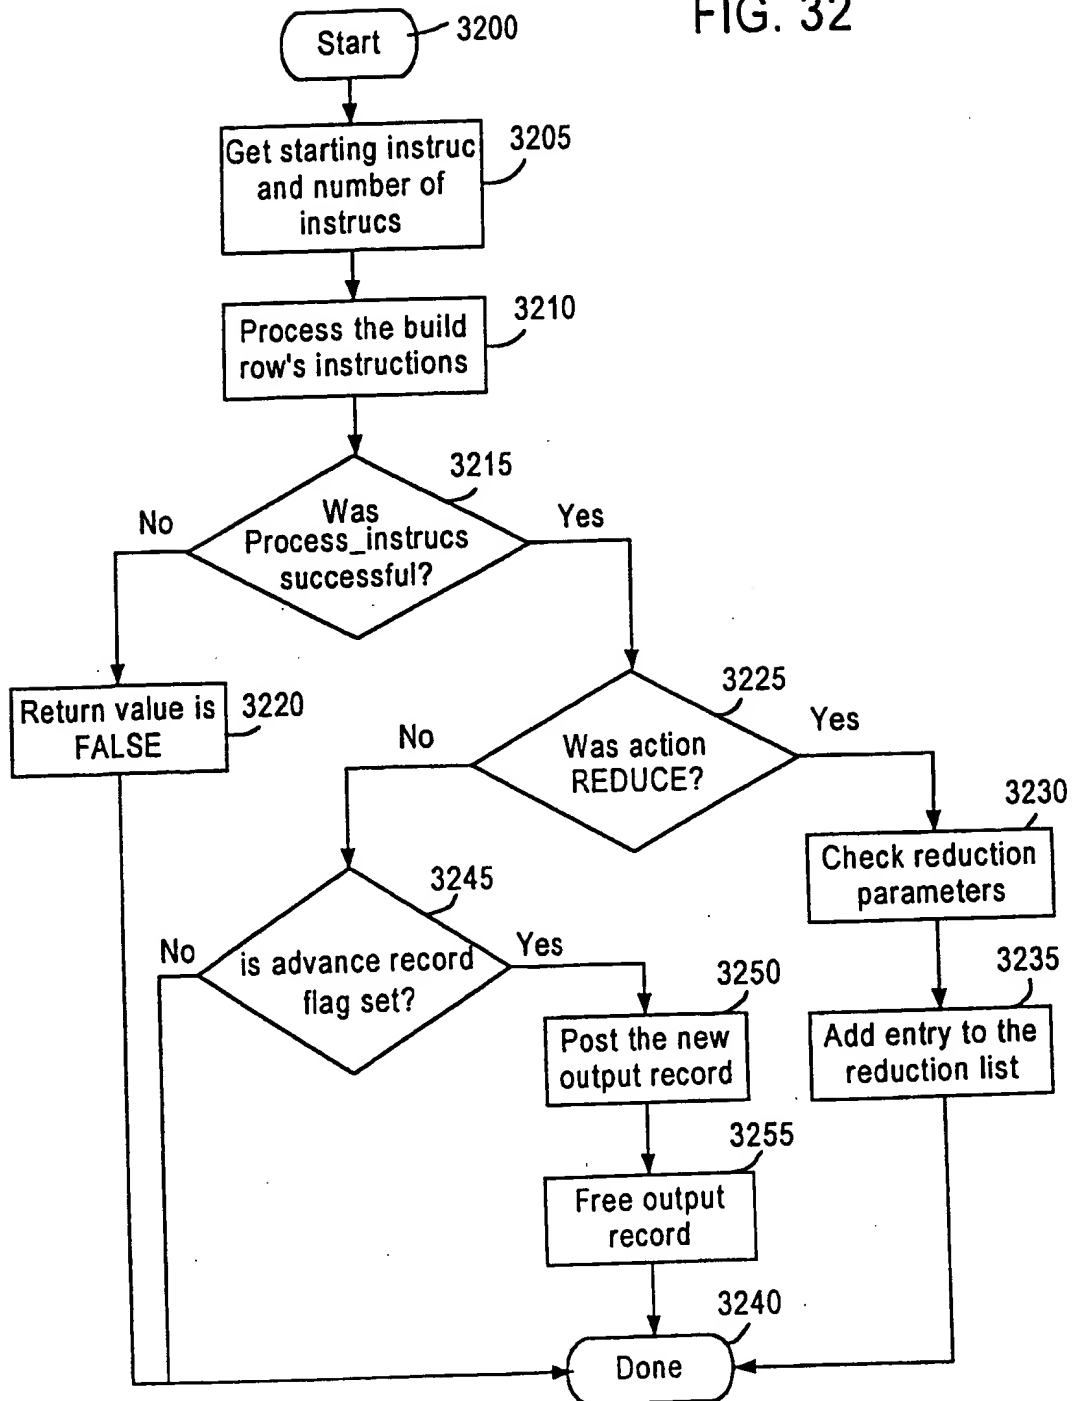 FIG. 32
Start
3200
Get starting instruc
and number of
instrucs
3205
Process the build
row's instructions
3210
Was
Process_instrucs
successful?
3215
No
Yes
Return value is
FALSE
3220
Was action
REDUCE?
3225
No
Yes
Check reduction
parameters
3230
Add entry to the
reduction list
3235
is advance record
flag set?
3245
No
Yes
Post the new
output record
3250
Free output
record
3255
Done
3240